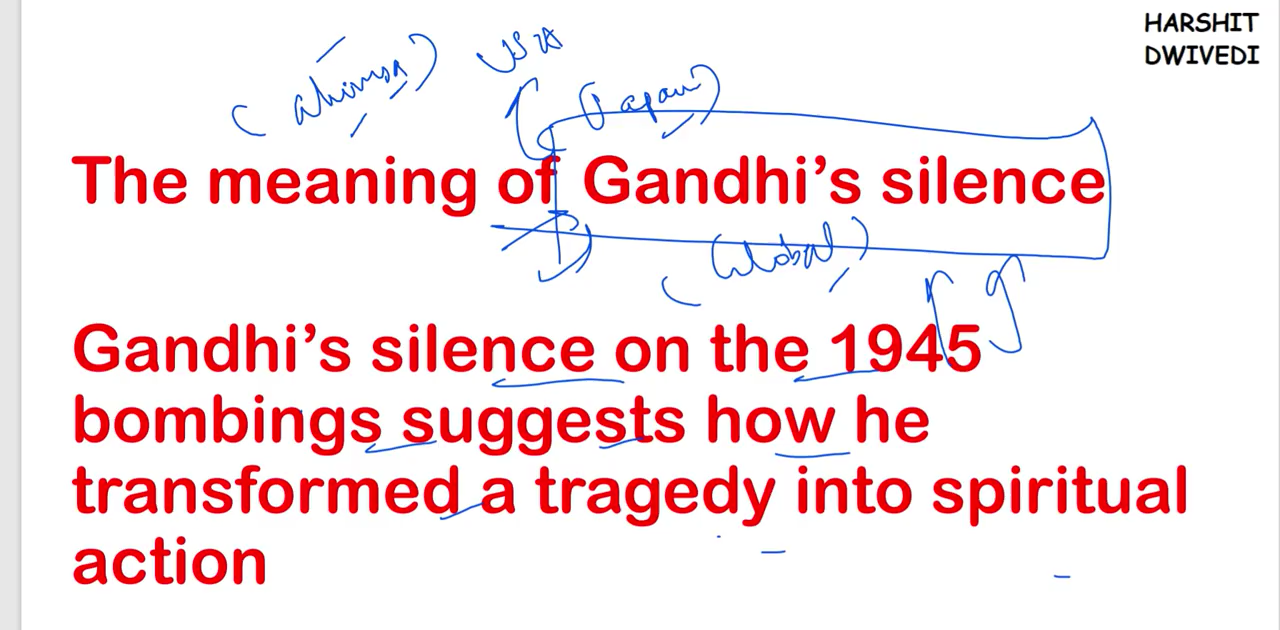 HARSHIT
DWIVEDI
(ahimsa) USA
(Japan)
The meaning of Gandhi's silence
(Global)
Gandhi's silence on the 1945
bombings suggests how he
transformed a tragedy into spiritual
action